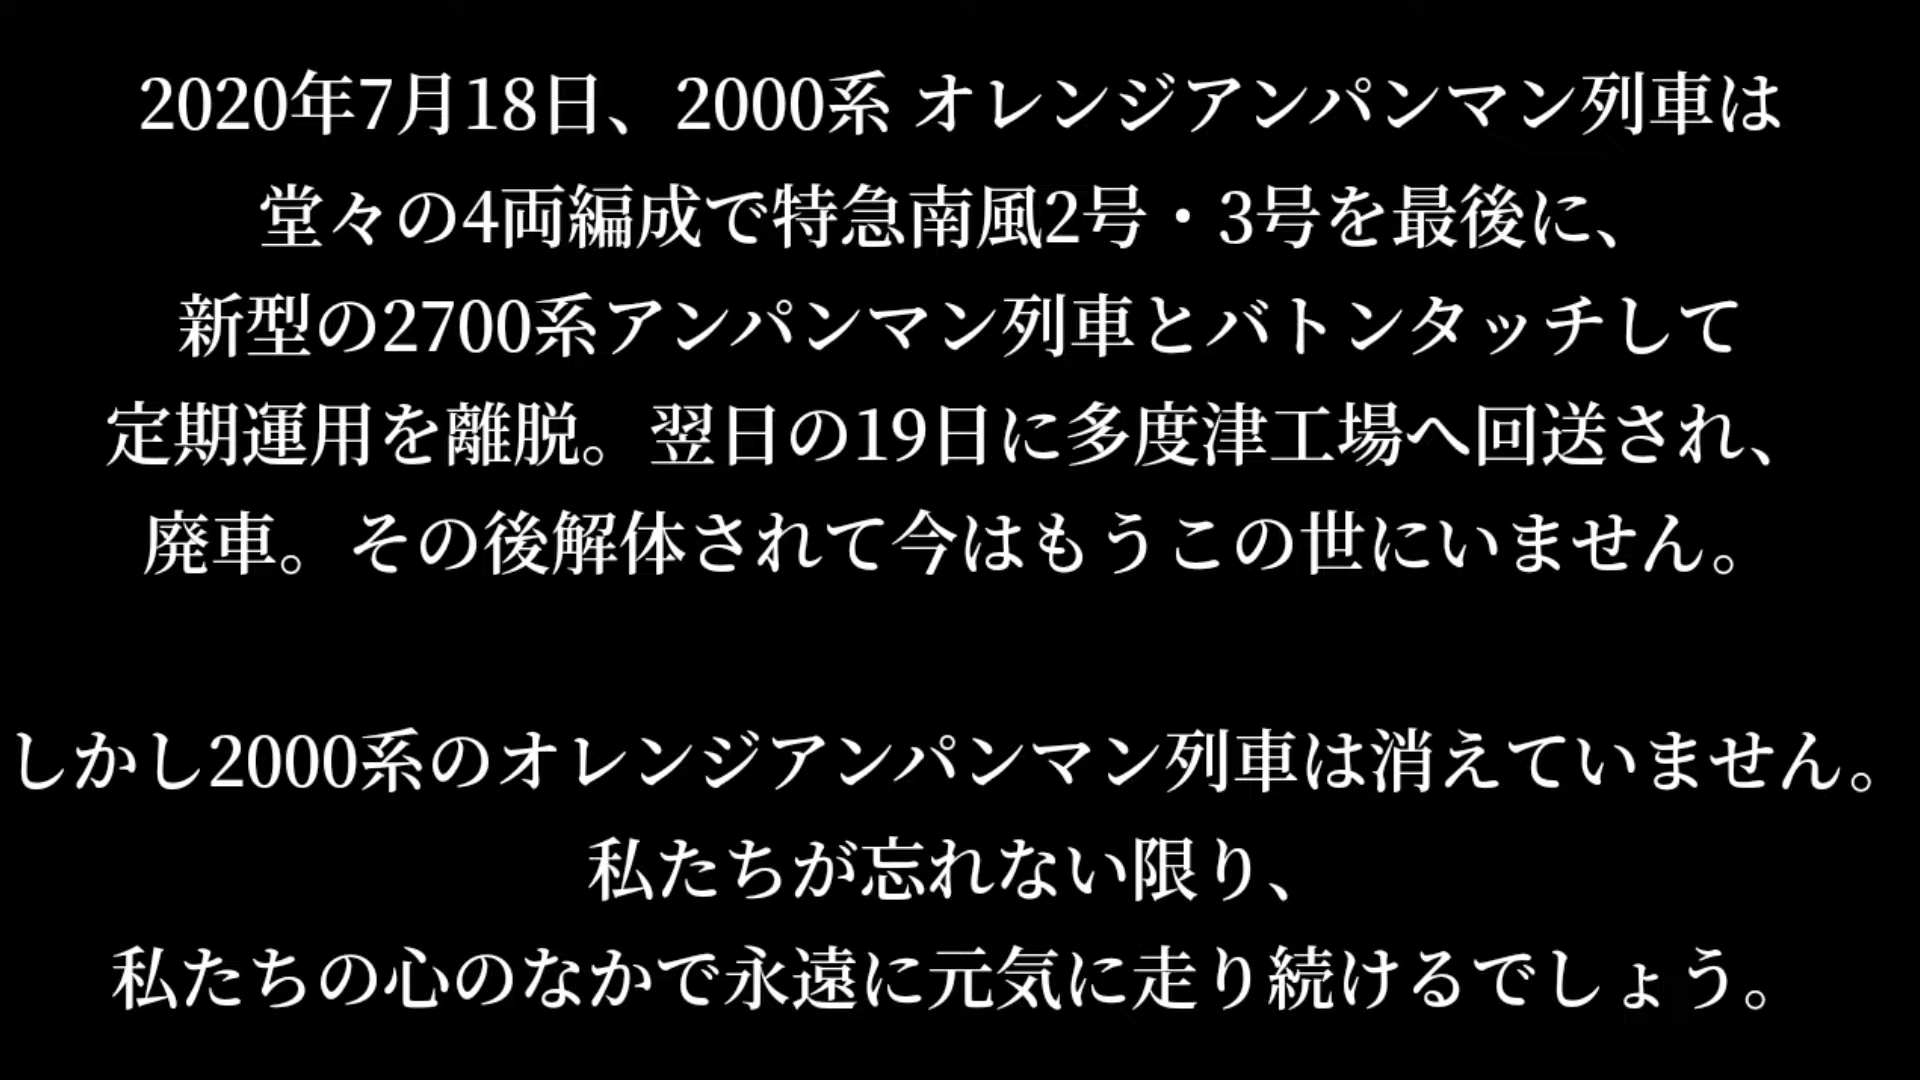 2020年7月18日、2000系 オレンジアンパンマン列車は
堂々の4両編成で特急南風2号・3号を最後に、
新型の2700系アンパンマン列車とバトンタッチして
定期運用を離脱。翌日の19日に多度津工場へ回送され、
廃車。その後解体されて今はもうこの世にいません。
しかし2000系のオレンジアンパンマン列車は消えていません。
私たちが忘れない限り、
私たちの心のなかで永遠に元気に走り続けるでしょう。